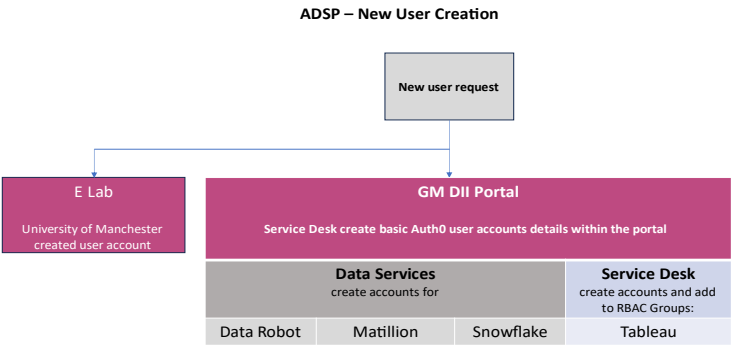 ADSP – New User Creation
New user request
E Lab
University of Manchester
created user account
GM DII Portal
Service Desk create basic Auth0 user accounts details within the portal
Data Services
create accounts for
Service Desk
create accounts and add
to RBAC Groups:
Data Robot
Matillion
Snowflake
Tableau